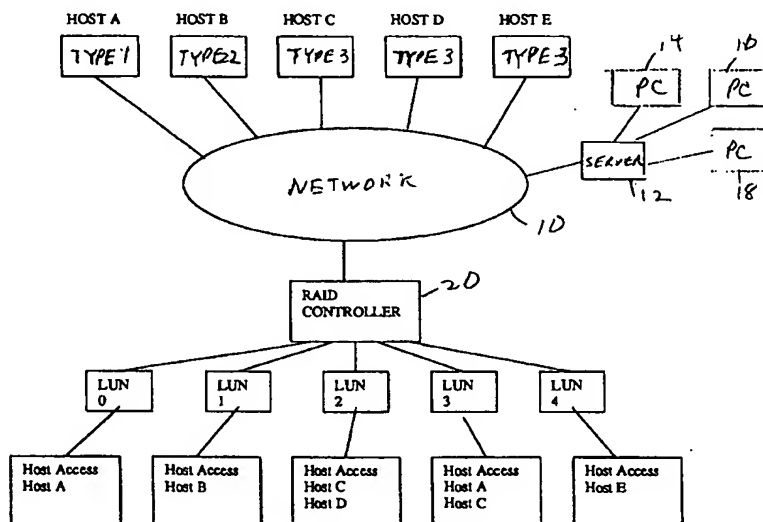 HOST A HOST B HOST C HOST D HOST E
TYPE 1 TYPE22 TYPE 3 TYPE 3 TYPE 3
14 16
PC PC
SERVER PC
12 18
NETWORK
10
RAID
CONTROLLER
20
LUN
0
LUN
1
LUN
2
LUN
3
LUN
4
Host Access
Host A
Host Access
Host B
Host Access
Host C
Host D
Host Access
Host A
Host C
Host Access
Host E